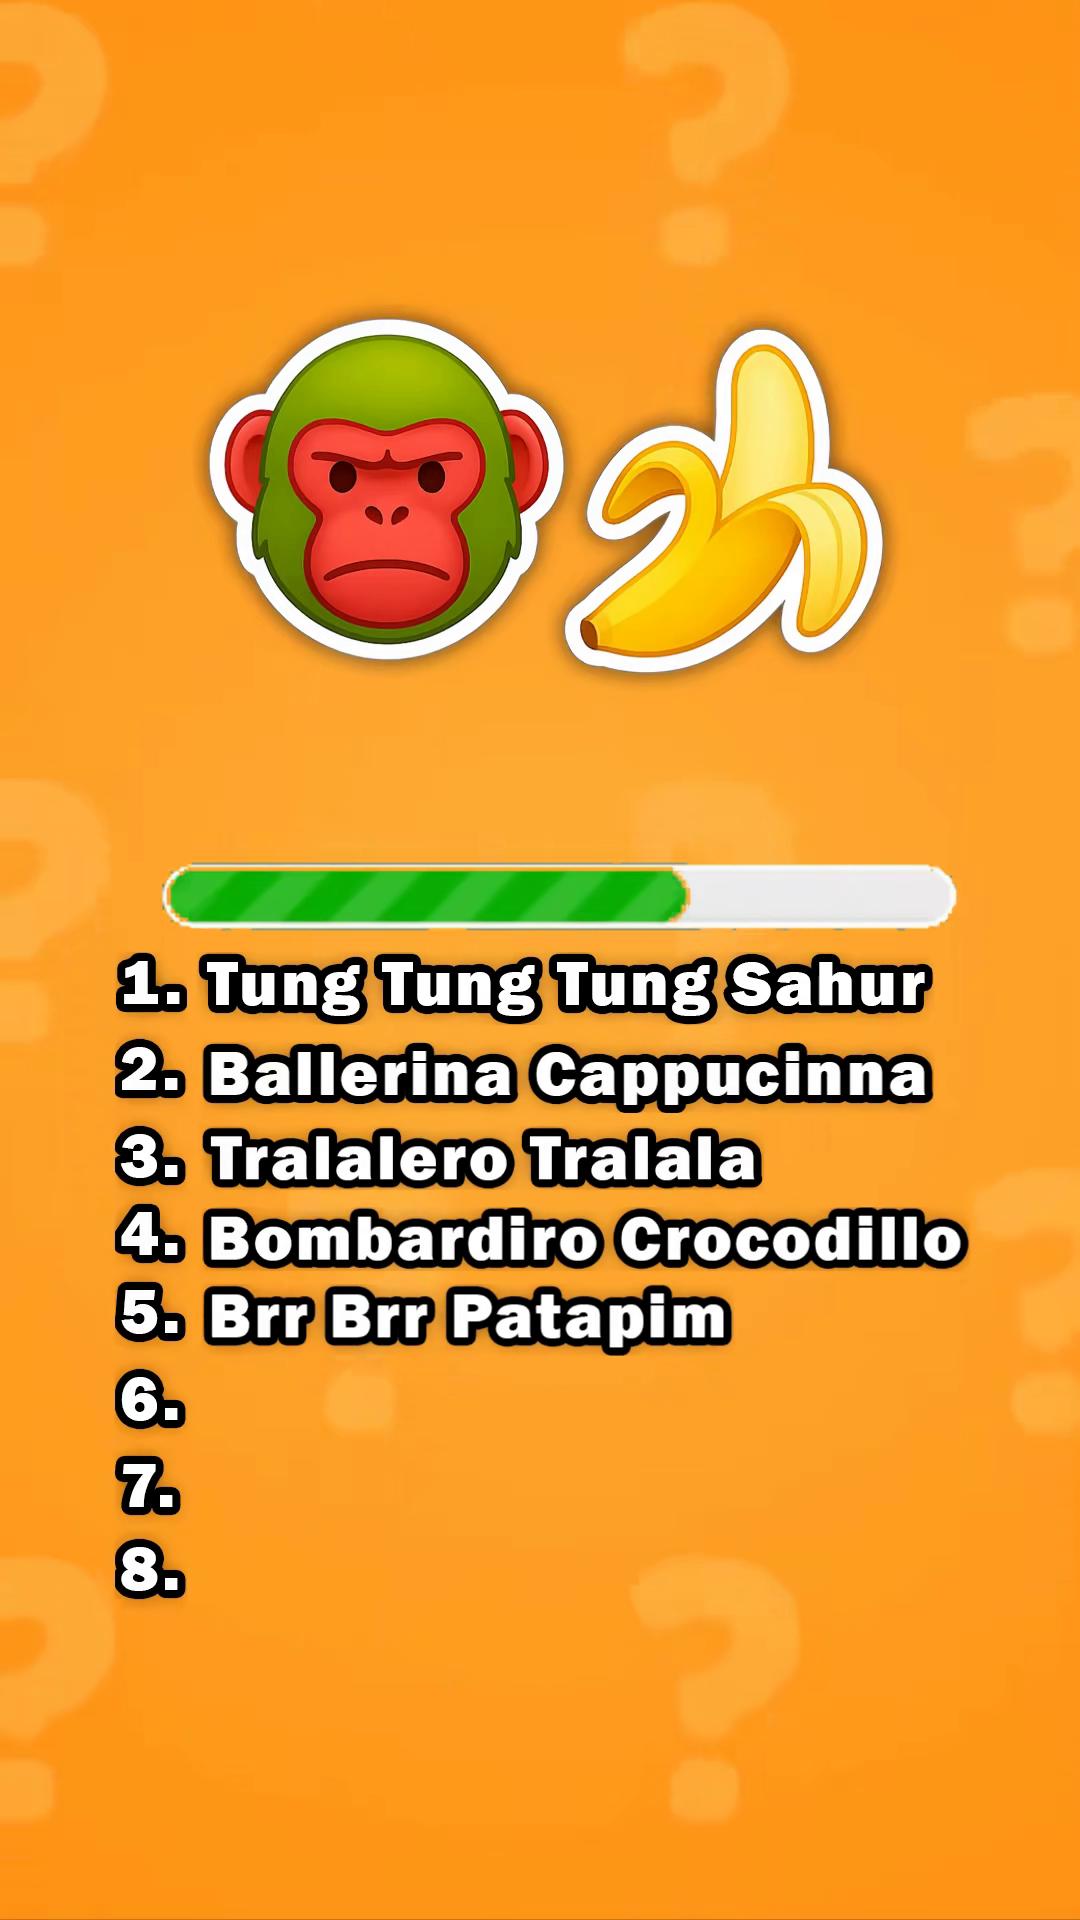 1. Tung Tung Tung Sahur
2. Ballerina Cappucinna
3. Tralalero Tralala
4. Bombardiro Crocodillo
5. Brr Brr Patapim
6.
7.
8.